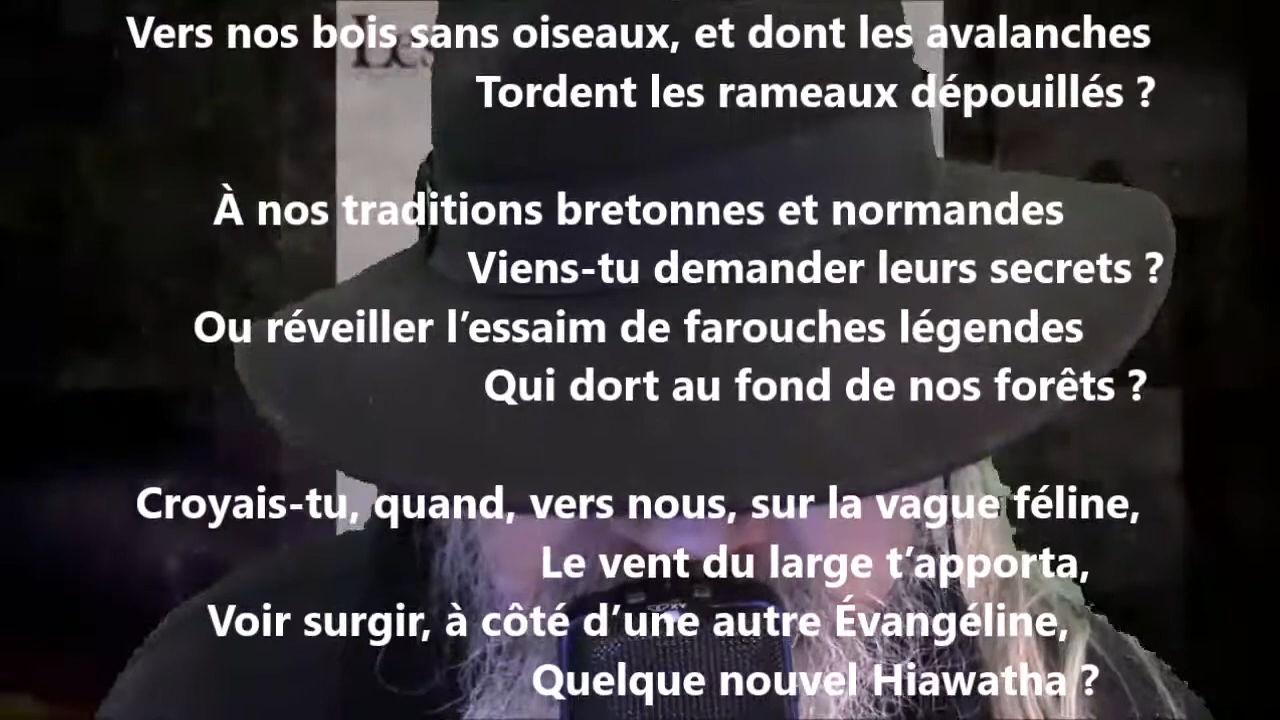 Vers nos bois sans oiseaux, et dont les avalanches
Tordent les rameaux dépouillés ?
À nos traditions bretonnes et normandes
Viens-tu demander leurs secrets ?
Ou réveiller l’essaim de farouches légendes
Qui dort au fond de nos forêts ?
Croyais-tu, quand, vers nous, sur la vague féline,
Le vent du large t’apporta,
Voir surgir, à côté d’une autre Évangéline,
Quelque nouvel Hiawatha ?